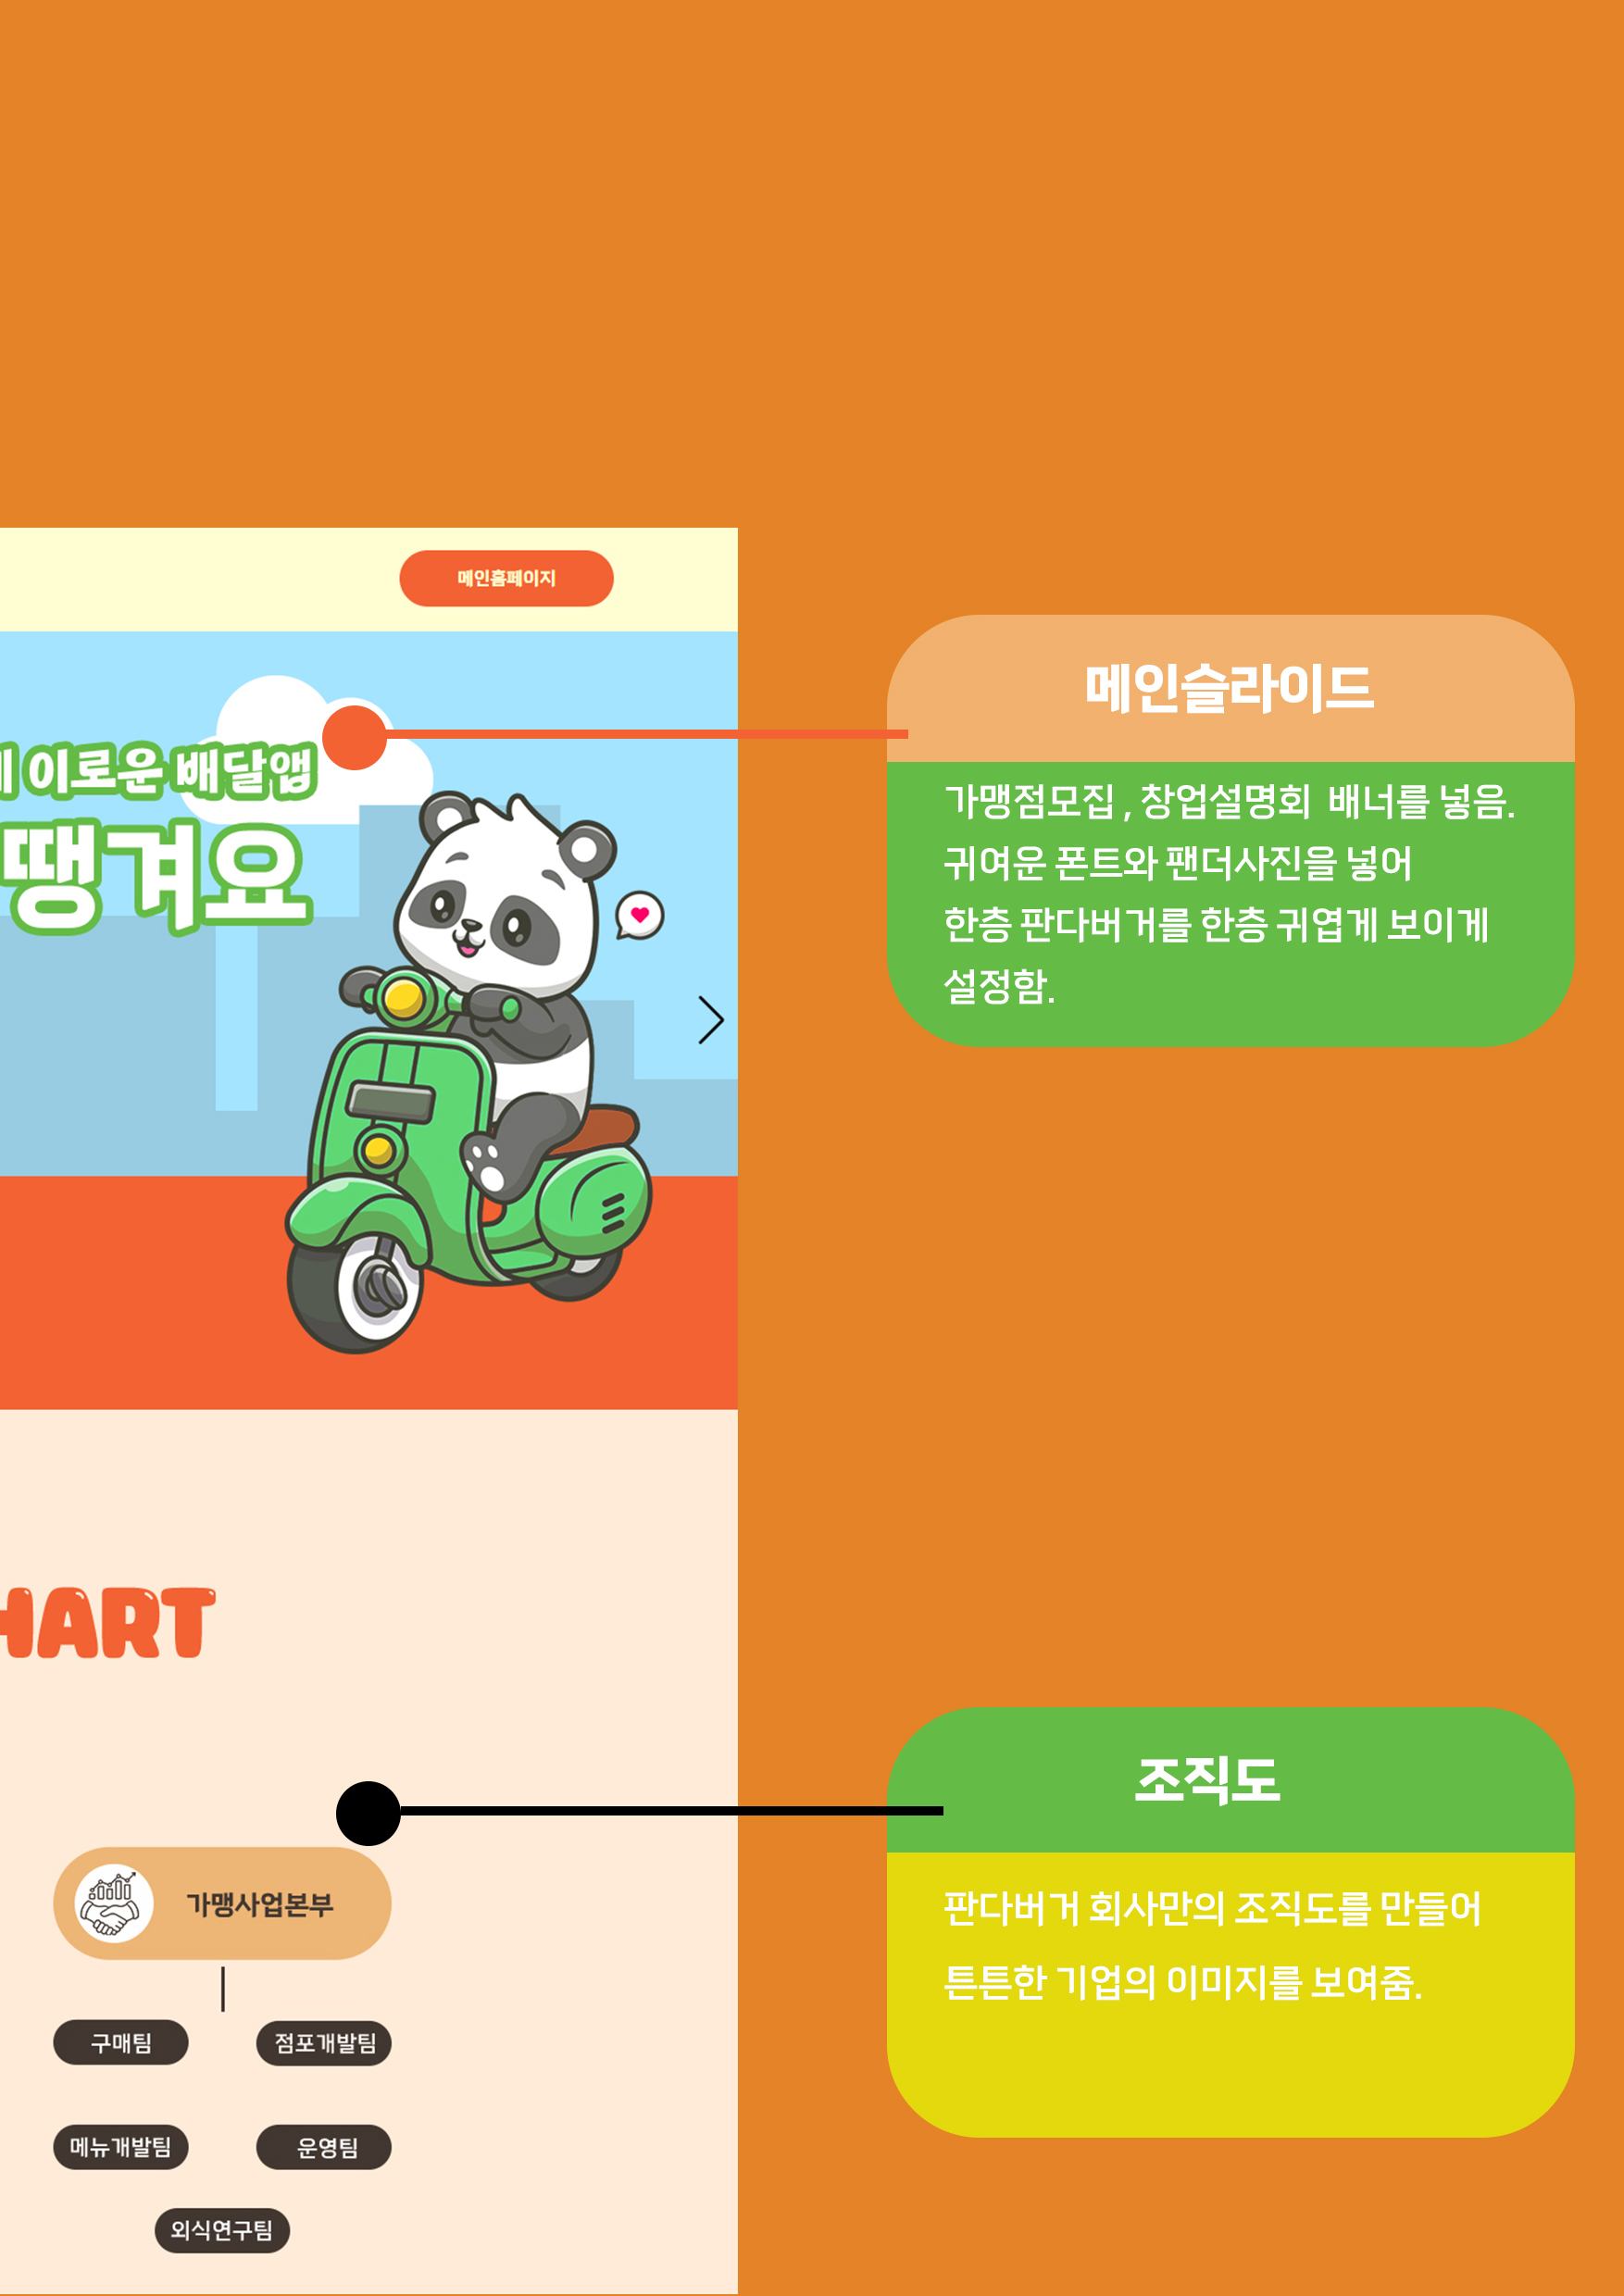 메인홈페이지
이로운 배달앱
땡겨요
메인슬라이드
가맹점모집 , 창업설명회 배너를 넣음.
귀여운 폰트와 팬더사진을 넣어
한층 판다버거를 한층 귀엽게 보이게
설정함.
HART
조직도
판다버거 회사만의 조직도를 만들어
튼튼한 기업의 이미지를 보여줌.
가맹사업본부
구매팀
점포개발팀
메뉴개발팀
운영팀
외식연구팀